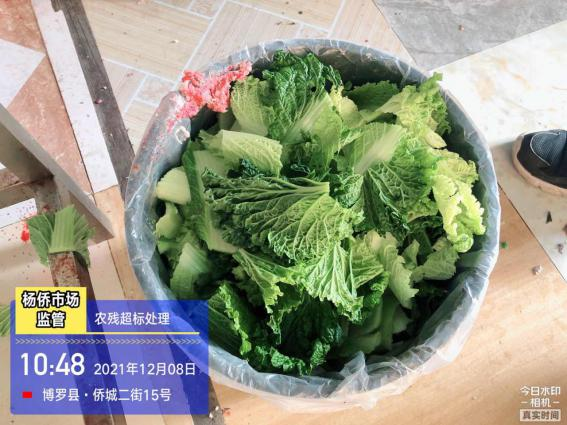 杨侨市场
监管
农残超标处理
10:48
2021年12月08日
博罗县·侨城二街15号
今日水印
-相机-
真实时间